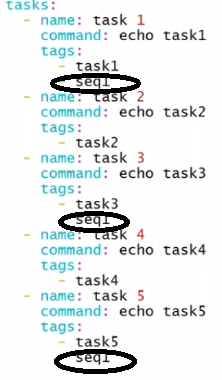 tasks:
- name: task 1
command: echo task1
tags:
- task1
- seq1
- name: task 2
command: echo task2
tags:
- task2
- name: task 3
command: echo task3
tags:
- task3
- seq1
- name: task 4
command: echo task4
tags:
- task4
- name: task 5
command: echo task5
tags:
- task5
- seq1